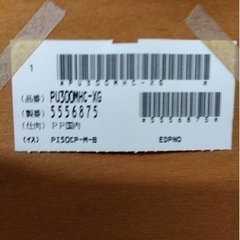 1
*PU300MHC-XG*
(品番) PU300MHC-XG
(製番) 5556875
*5556875*
(仕向) PP国内
(イス) PI50CP-M-B
EDPNO